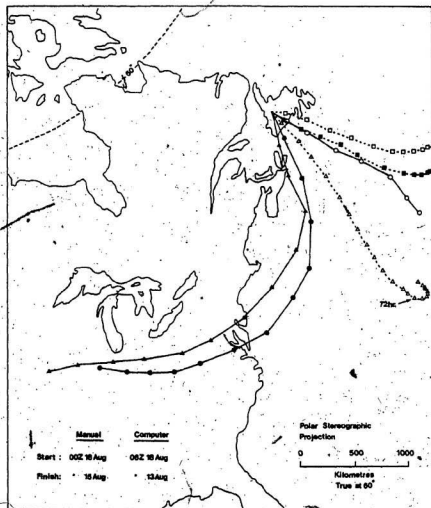 60°
72hr.
Manual Computer
Start : 00Z 18 Aug 06Z 18 Aug
Finish: " 15 Aug " 13 Aug
Polar Stereographic
Projection
0 500 1000
Kilometres
True at 60°